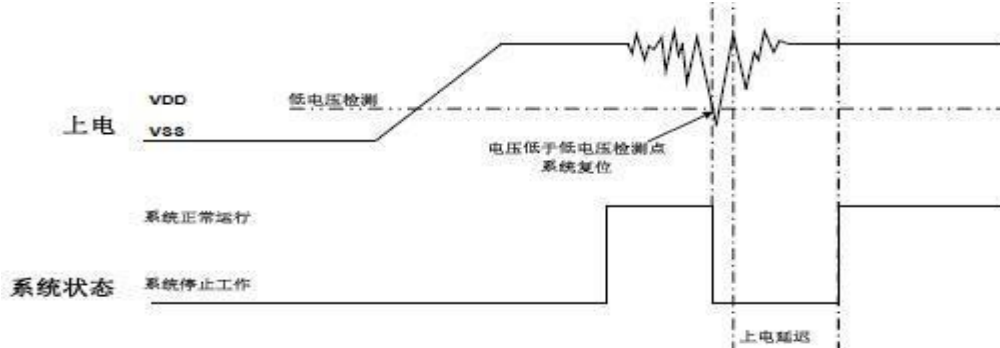 VDD
低电压检测
上电
VSS
电压低于低电压检测点
系统复位
系统正常运行
系统状态
系统停止工作
上电延迟